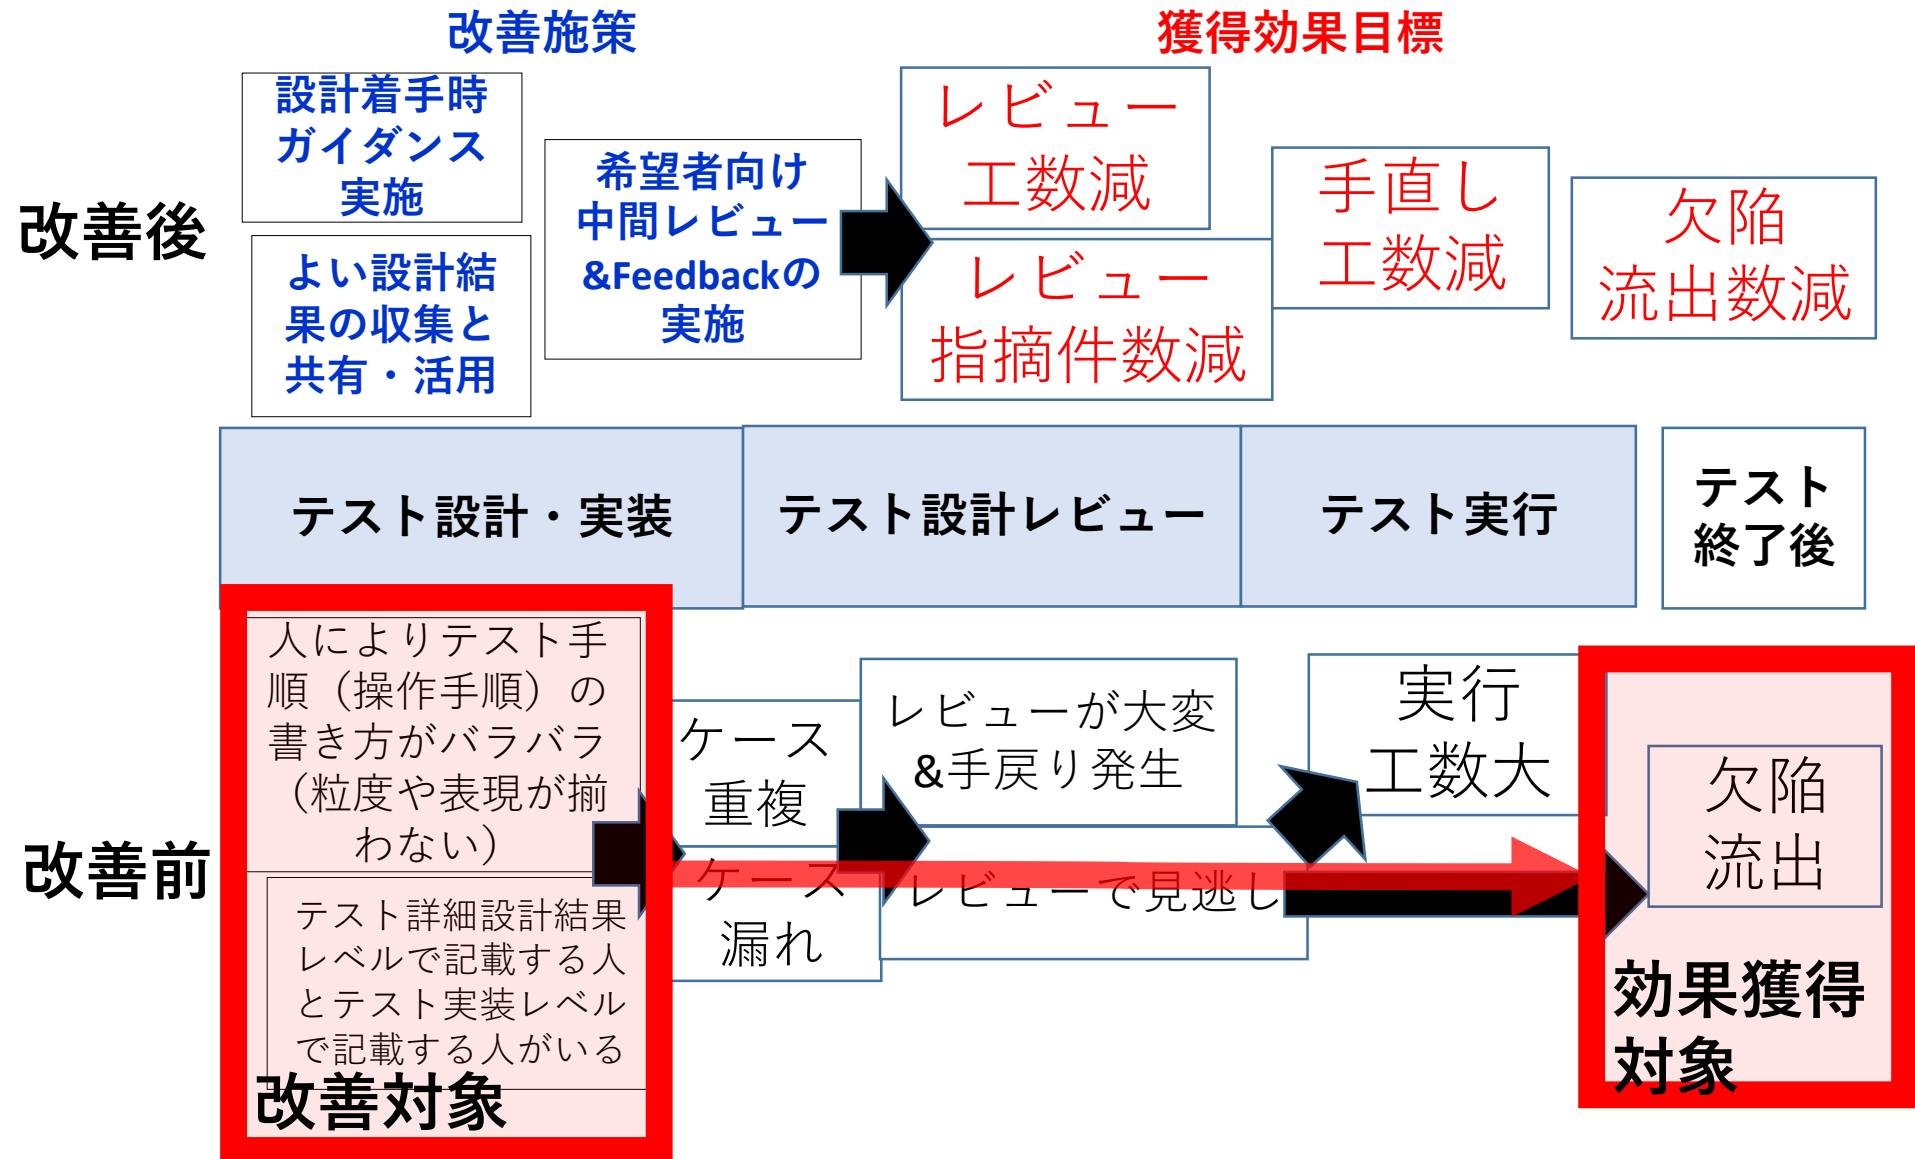 改善施策
獲得効果目標
改善後
設計着手時
ガイダンス
実施
よい設計結
果の収集と
共有・活用
希望者向け
中間レビュー
&Feedbackの
実施
レビュー
工数減
レビュー
指摘件数減
手直し
工数減
欠陥
流出数減
テスト設計・実装
テスト設計レビュー
テスト実行
テスト
終了後
改善前
人によりテスト手
順（操作手順）の
書き方がバラバラ
（粒度や表現が揃
わない）
テスト詳細設計結果
レベルで記載する人
とテスト実装レベル
で記載する人がいる
改善対象
ケース
重複
ケース
漏れ
レビューが大変
&手戻り発生
レビューで見逃し
実行
工数大
欠陥
流出
効果獲得
対象